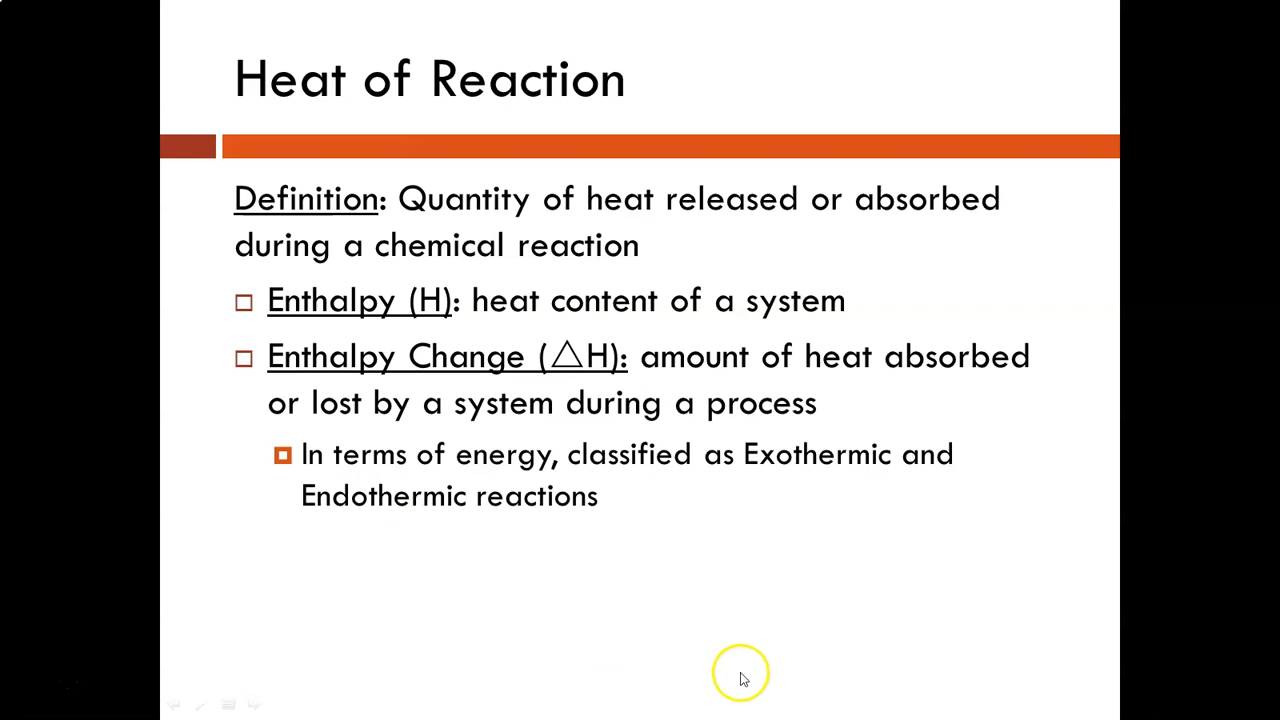 Heat of Reaction
Definition: Quantity of heat released or absorbed
during a chemical reaction
Enthalpy (H): heat content of a system
Enthalpy Change (△H): amount of heat absorbed
or lost by a system during a process
In terms of energy, classified as Exothermic and
Endothermic reactions